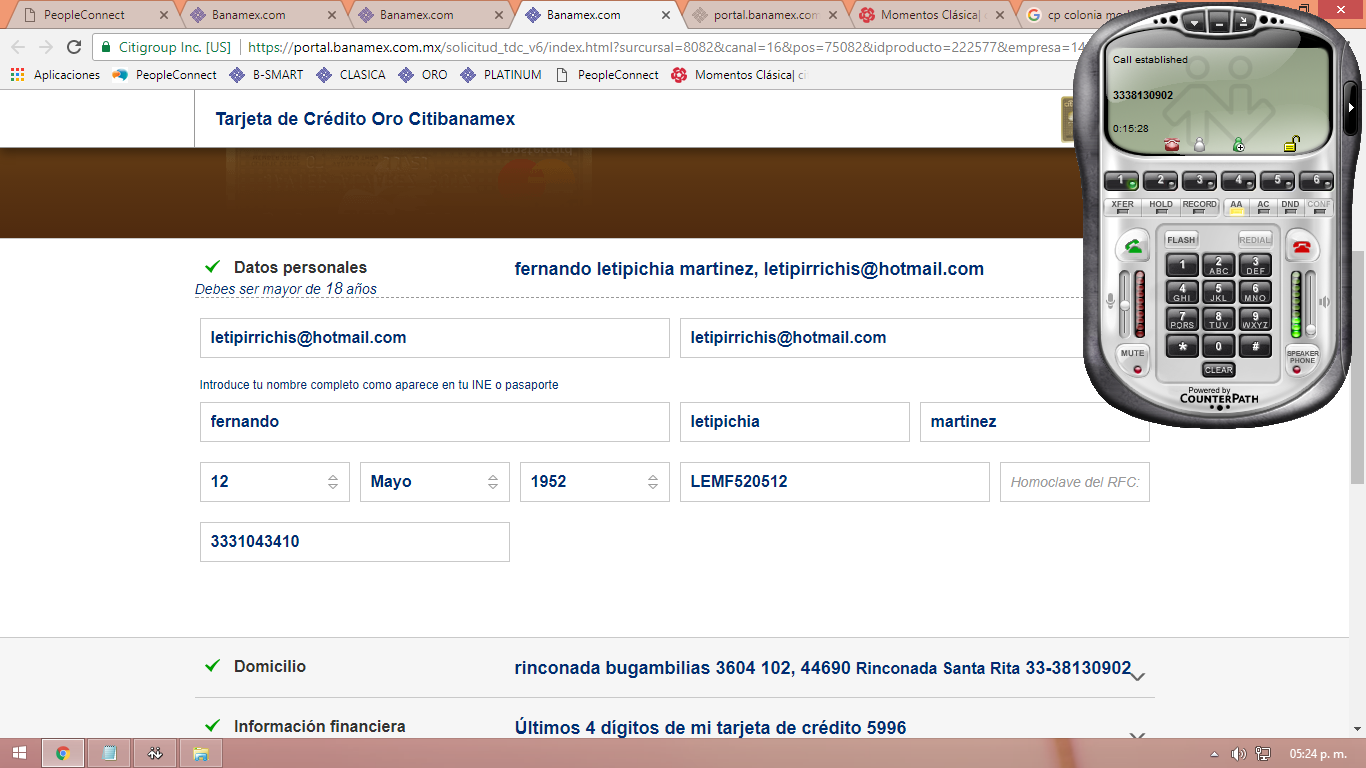 PeopleConnect
Banamex.com
Banamex.com
Banamex.com
portal.banamex.com
Momentos Clásica|
cp colonia
Citigroup Inc. [US]
https://portal.banamex.com.mx/solicitud_tdc_v6/index.html?surcursal=8082&canal=16&pos=75082&idproducto=222577&empresa=14
Aplicaciones
PeopleConnect
B-SMART
CLASICA
ORO
PLATINUM
PeopleConnect
Momentos Clásica|
Tarjeta de Crédito Oro Citibanamex
Datos personales
fernando letipichia martinez, letipirrichis@hotmail.com
Debes ser mayor de 18 años
letipirrichis@hotmail.com
letipirrichis@hotmail.com
Introduce tu nombre completo como aparece en tu INE o pasaporte
fernando
letipichia
martinez
12
Mayo
1952
LEMF520512
Homoclave del RFC:
3331043410
Domicilio
rinconada bugambilias 3604 102, 44690 Rinconada Santa Rita 33-38130902
Información financiera
Últimos 4 dígitos de mi tarjeta de crédito 5996
Call established
3338130902
0:15:28
1 2 3 4 5 6
XFER HOLD RECORD AA AC DND CONF
FLASH REDIAL
1 2 ABC 3 DEF
4 GHI 5 JKL 6 MNO
7 PQRS 8 TUV 9 WXYZ
* 0 #
MUTE
CLEAR
SPEAKER PHONE
Powered by
COUNTERPATH
05:24 p. m.